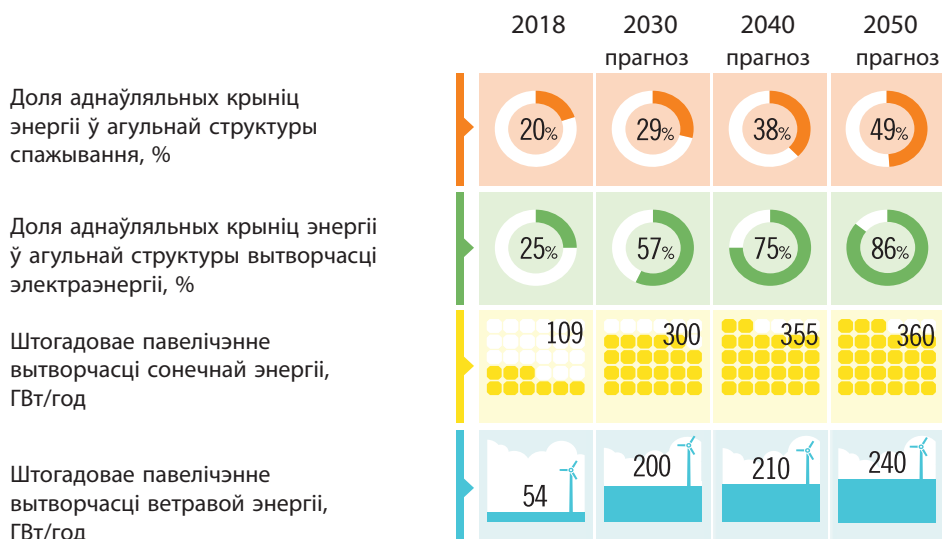 2018 2030 2040 2050
прагноз прагноз прагноз
Доля аднаўляльных крыніц
энергіі ў агульнай структуры
спажывання, %
20% 29% 38% 49%
Доля аднаўляльных крыніц энергіі
ў агульнай структуры вытворчасці
электраэнергіі, %
25% 57% 75% 86%
Штогадовае павелічэнне
вытворчасці сонечнай энергіі,
ГВт/год
109 300 355 360
Штогадовае павелічэнне
вытворчасці ветравой энергіі,
ГВт/год
54 200 210 240